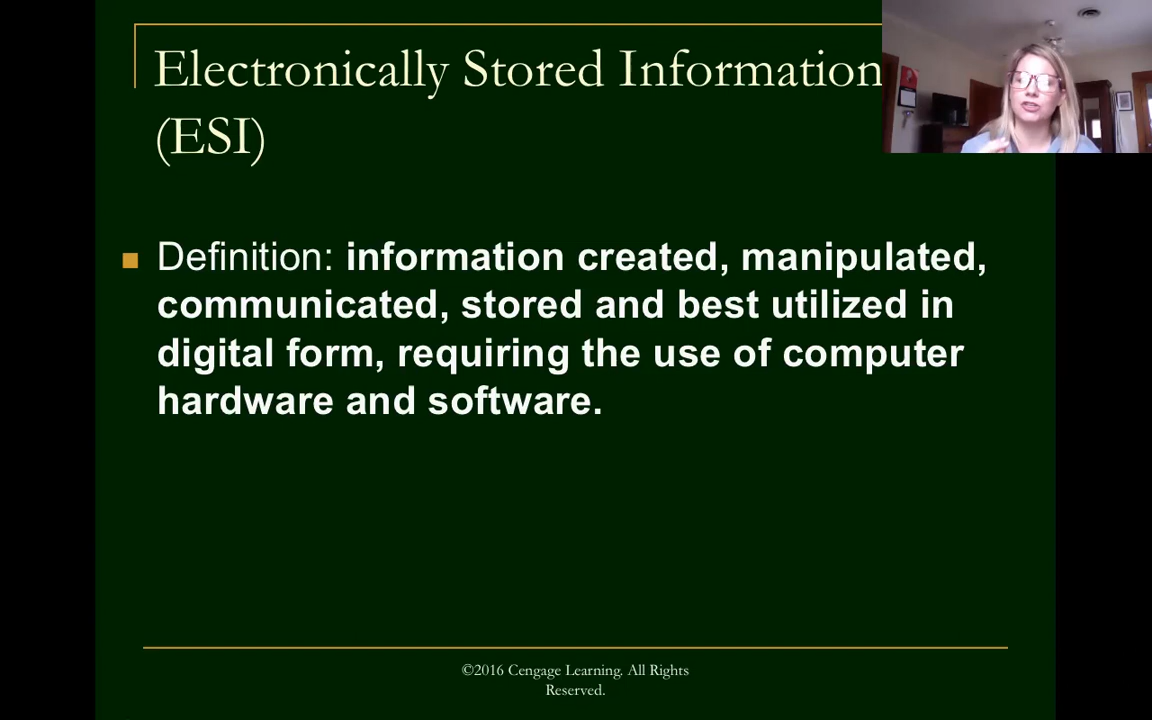 Electronically Stored Information
(ESI)
Definition: information created, manipulated,
communicated, stored and best utilized in
digital form, requiring the use of computer
hardware and software.
©2016 Cengage Learning. All Rights
Reserved.